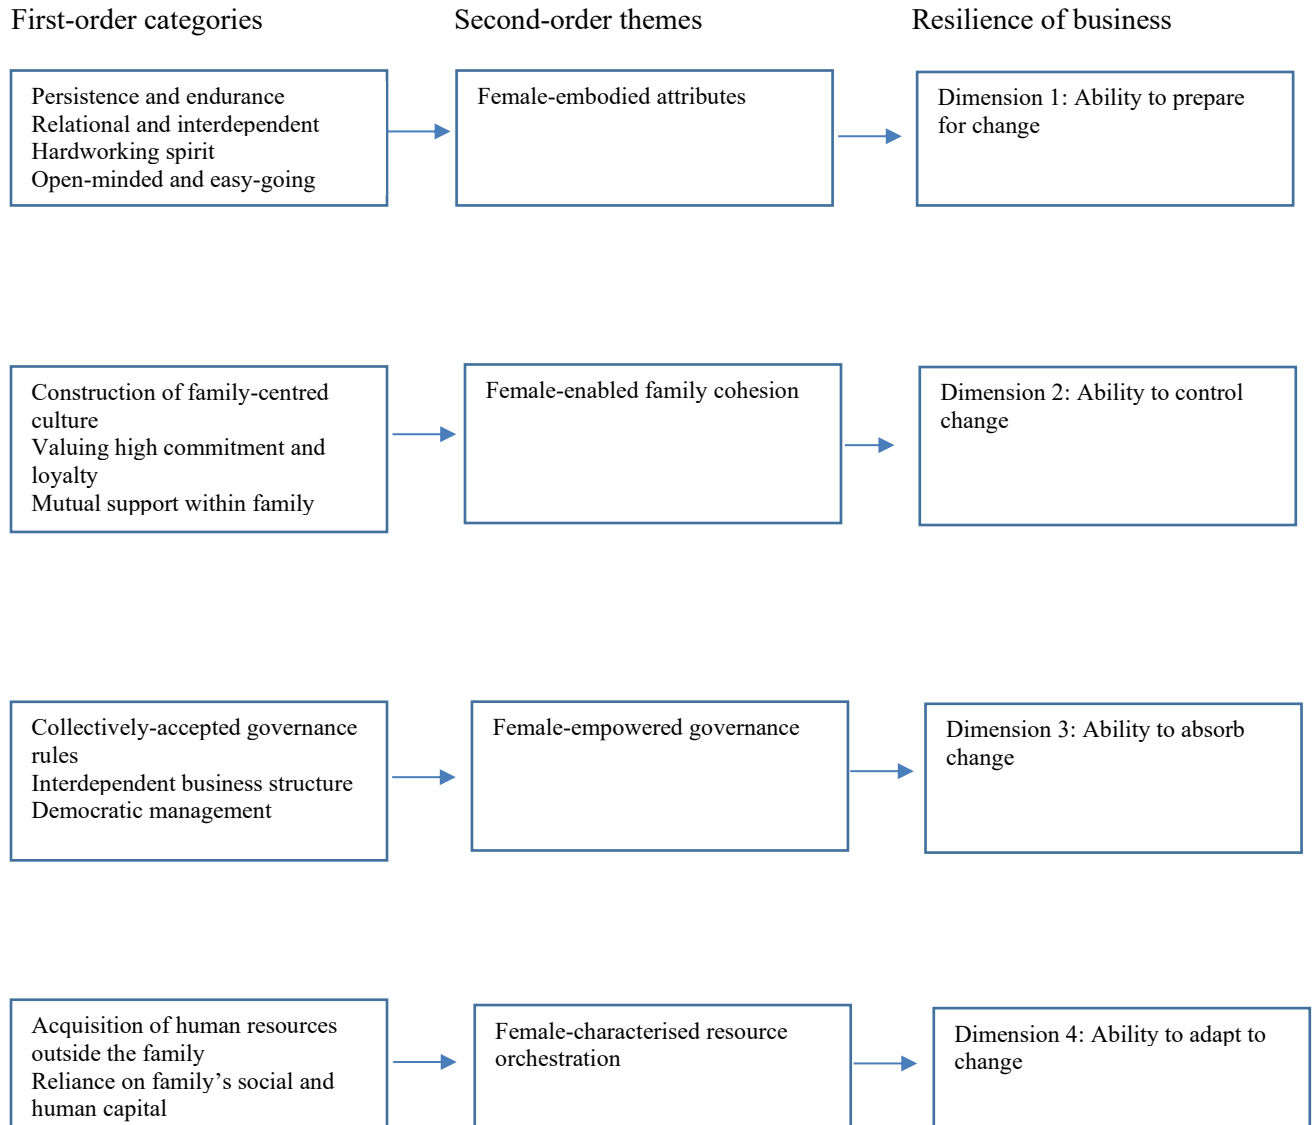 First-order categories
Second-order themes
Resilience of business
Persistence and endurance
Relational and interdependent
Hardworking spirit
Open-minded and easy-going
Female-embodied attributes
Dimension 1: Ability to prepare
for change
Construction of family-centred
culture
Valuing high commitment and
loyalty
Mutual support within family
Female-enabled family cohesion
Dimension 2: Ability to control
change
Collectively-accepted governance
rules
Interdependent business structure
Democratic management
Female-empowered governance
Dimension 3: Ability to absorb
change
Acquisition of human resources
outside the family
Reliance on family’s social and
human capital
Female-characterised resource
orchestration
Dimension 4: Ability to adapt to
change